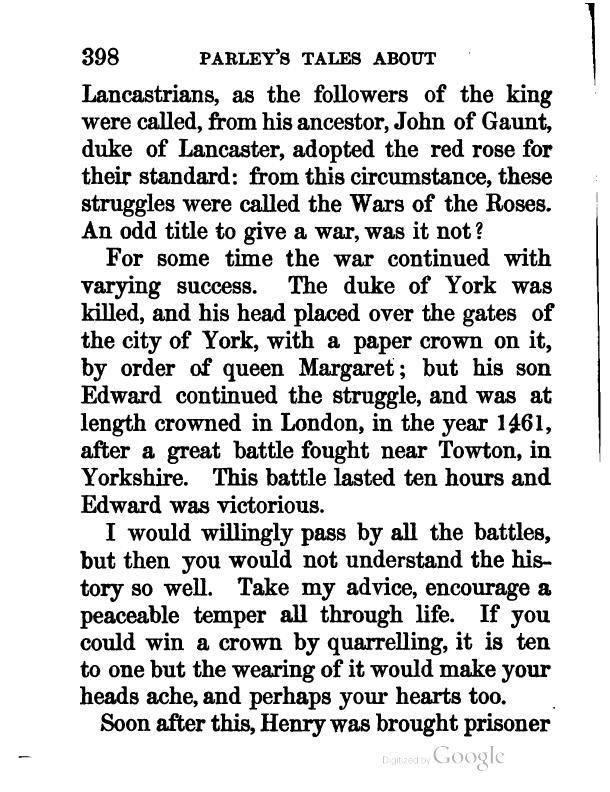 398 PARLEY'S TALES ABOUT
Lancastrians, as the followers of the king
were called, from his ancestor, John of Gaunt,
duke of Lancaster, adopted the red rose for
their standard: from this circumstance, these
struggles were called the Wars of the Roses.
An odd title to give a war, was it not?
For some time the war continued with
varying success. The duke of York was
killed, and his head placed over the gates of
the city of York, with a paper crown on it,
by order of queen Margaret; but his son
Edward continued the struggle, and was at
length crowned in London, in the year 1461,
after a great battle fought near Towton, in
Yorkshire. This battle lasted ten hours and
Edward was victorious.
I would willingly pass by all the battles,
but then you would not understand the his-
tory so well. Take my advice, encourage a
peaceable temper all through life. If you
could win a crown by quarrelling, it is ten
to one but the wearing of it would make your
heads ache, and perhaps your hearts too.
Soon after this, Henry was brought prisoner
Digitized by Google